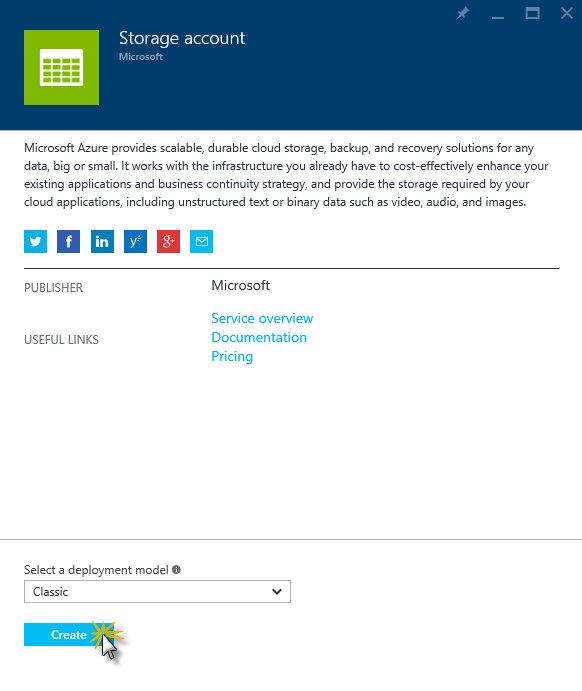 Storage account
Microsoft
Microsoft Azure provides scalable, durable cloud storage, backup, and recovery solutions for any
data, big or small. It works with the infrastructure you already have to cost-effectively enhance your
existing applications and business continuity strategy, and provide the storage required by your
cloud applications, including unstructured text or binary data such as video, audio, and images.
PUBLISHER
Microsoft
USEFUL LINKS
Service overview
Documentation
Pricing
Select a deployment model
Classic
Create